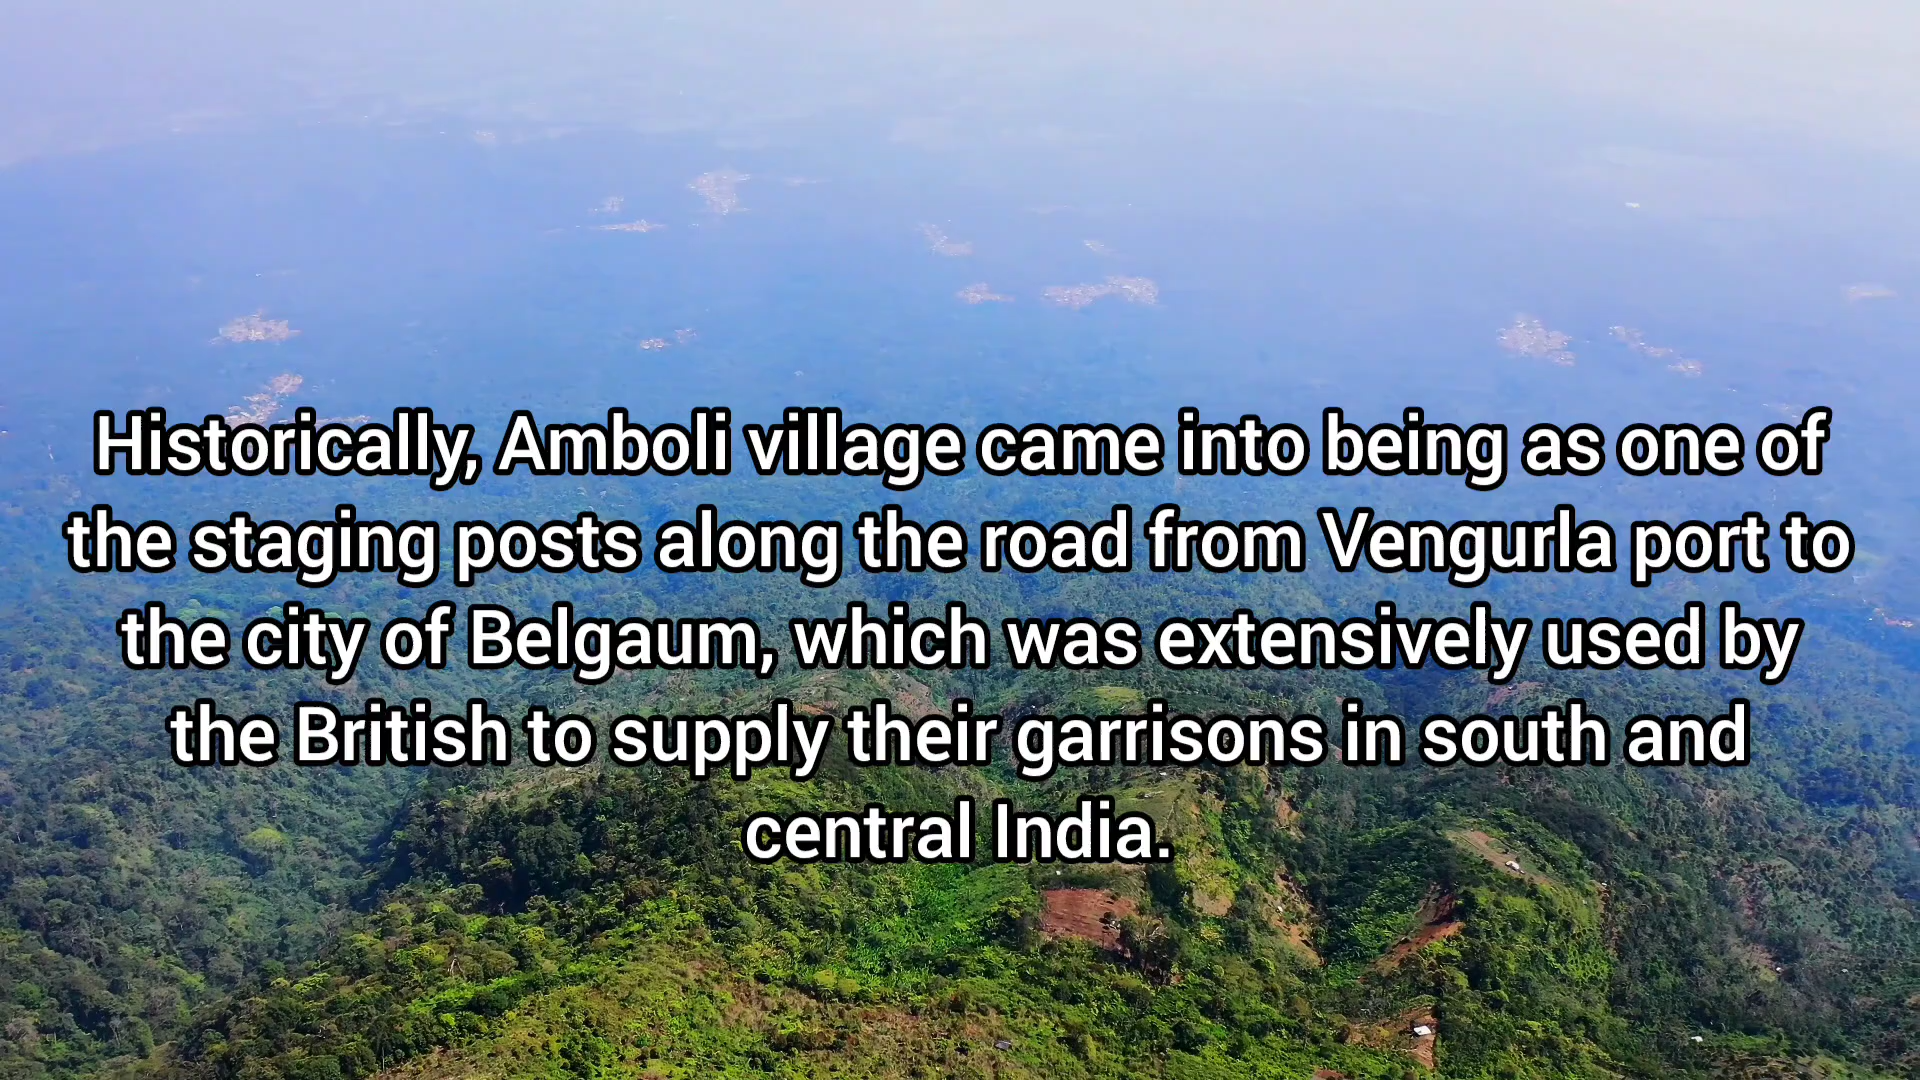 Historically, Amboli village came into being as one of
the staging posts along the road from Vengurla port to
the city of Belgaum, which was extensively used by
the British to supply their garrisons in south and
central India.